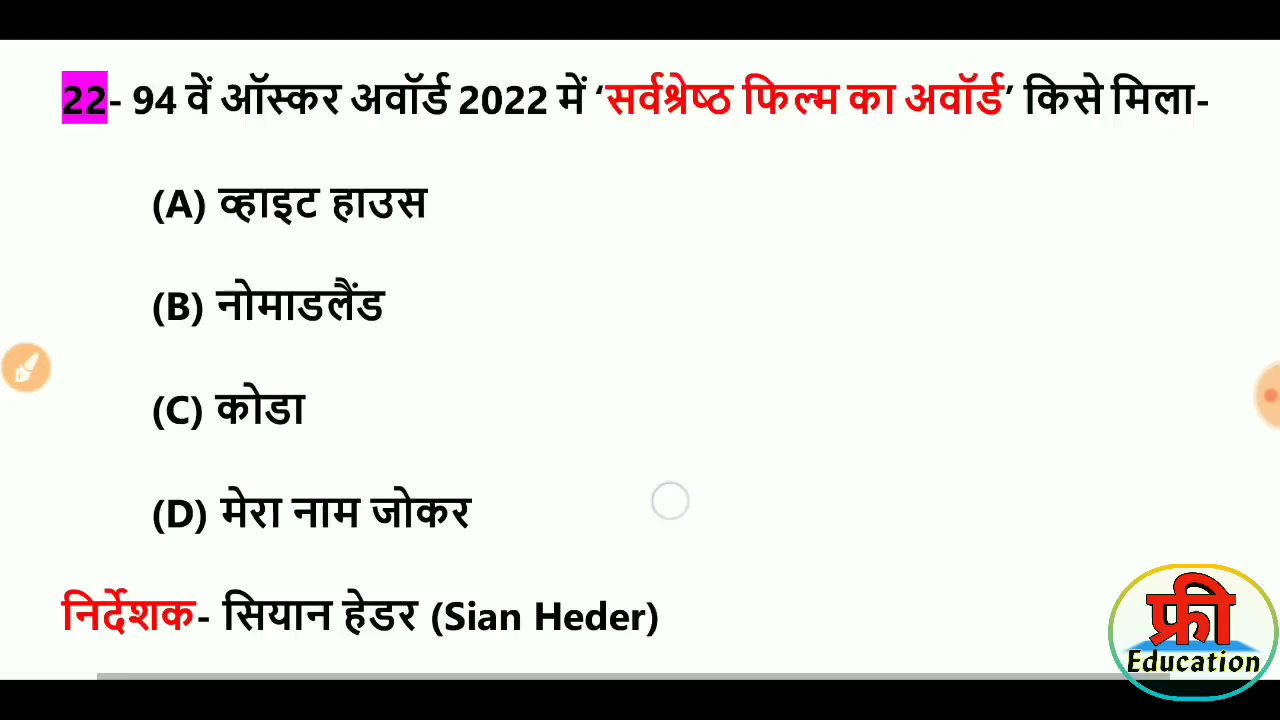 22- 94 वें ऑस्कर अवॉर्ड 2022 में ‘सर्वश्रेष्ठ फिल्म का अवॉर्ड’ किसे मिला-
(A) व्हाइट हाउस
(B) नोमाडलैंड
(C) कोडा
(D) मेरा नाम जोकर
निर्देशक- सियान हेडर (Sian Heder)
फ्री
Education